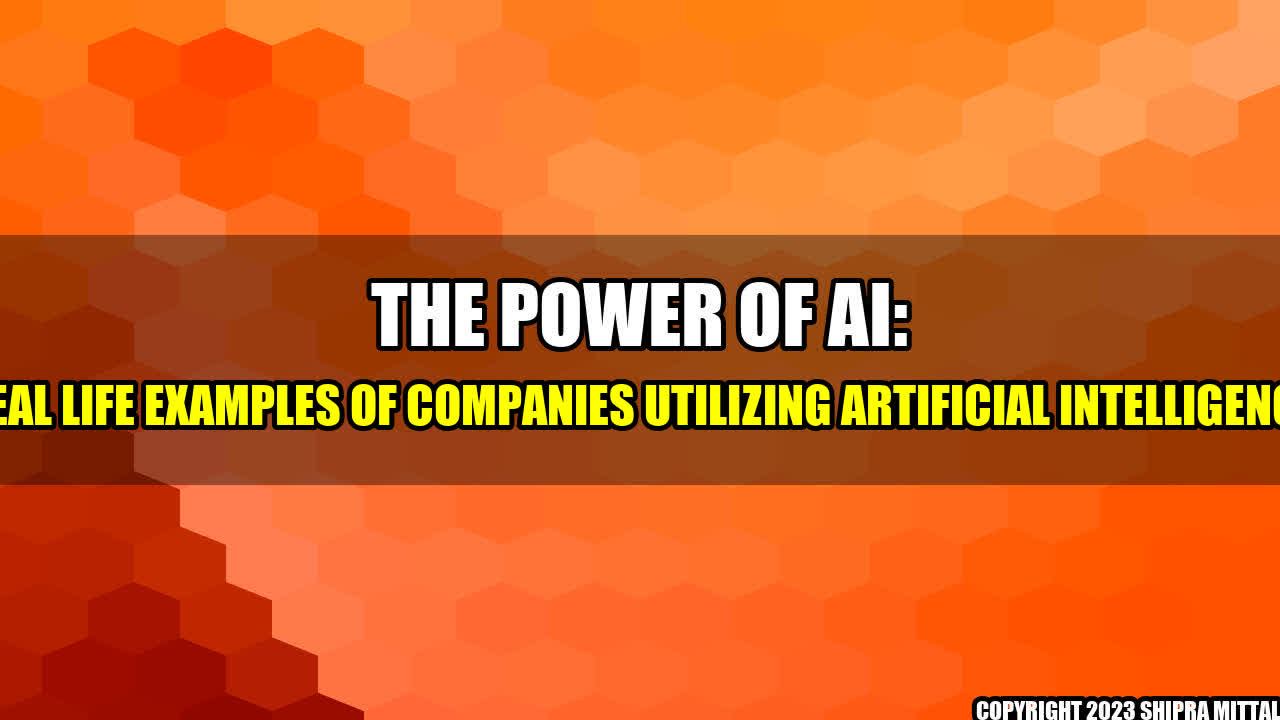 THE POWER OF AI:
EAL LIFE EXAMPLES OF COMPANIES UTILIZING ARTIFICIAL INTELLIGENC
COPYRIGHT 2023 SHIPRA MITTAL